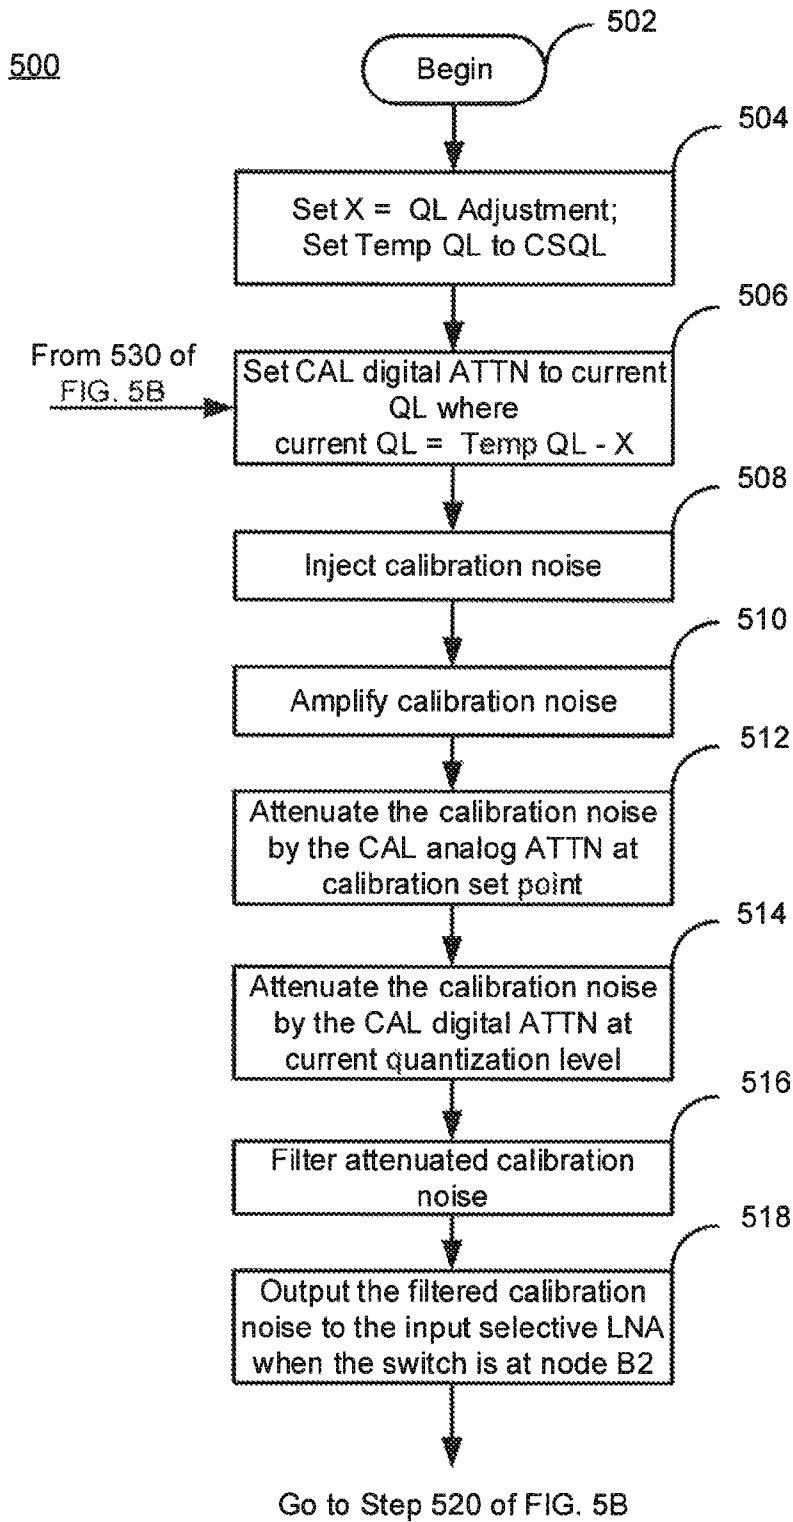 500
502
Begin
504
Set X = QL Adjustment;
Set Temp QL to CSQL
506
From 530 of
FIG. 5B
Set CAL digital ATTN to current
QL where
current QL = Temp QL - X
508
Inject calibration noise
510
Amplify calibration noise
512
Attenuate the calibration noise
by the CAL analog ATTN at
calibration set point
514
Attenuate the calibration noise
by the CAL digital ATTN at
current quantization level
516
Filter attenuated calibration
noise
518
Output the filtered calibration
noise to the input selective LNA
when the switch is at node B2
Go to Step 520 of FIG. 5B